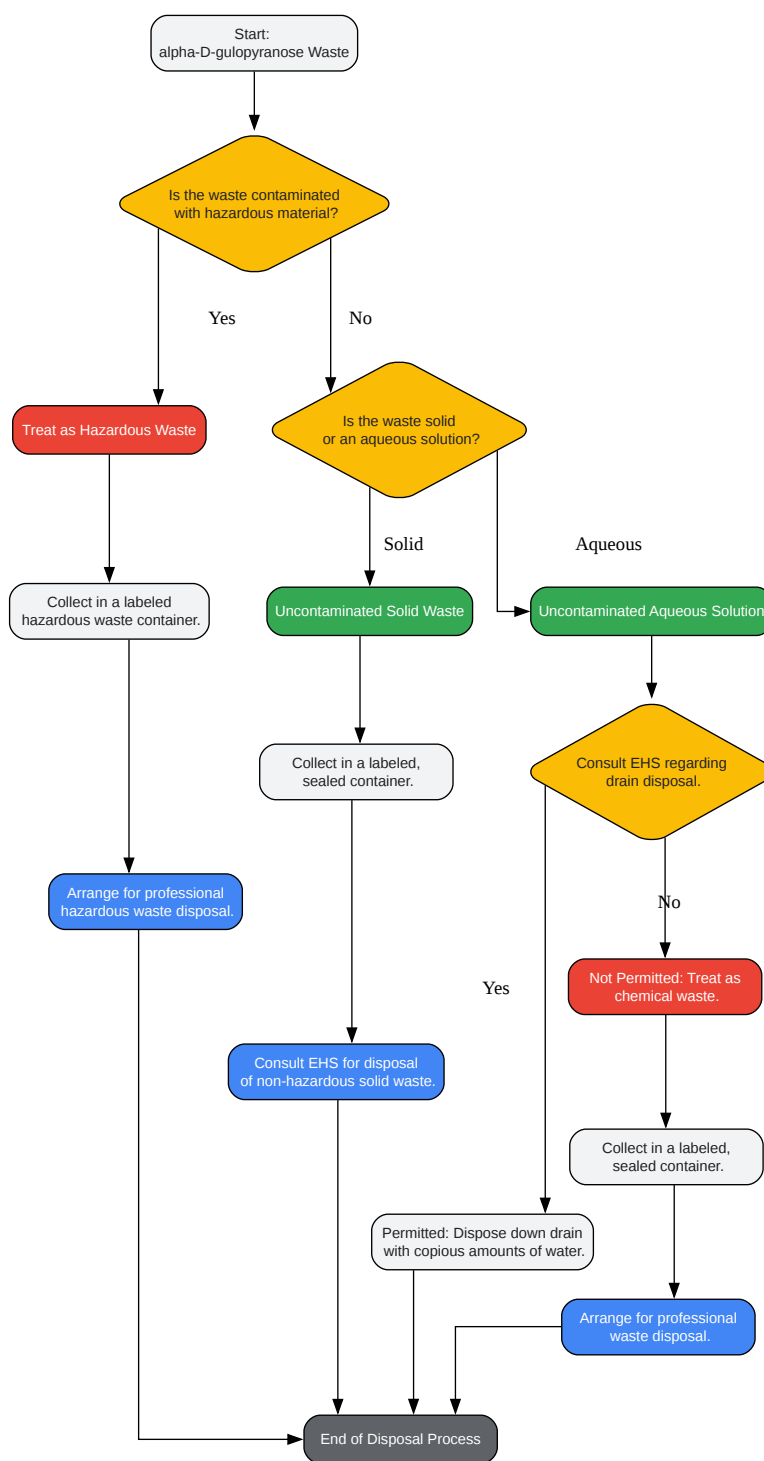 Start:
alpha-D-gulopyranose Waste
Is the waste contaminated
with hazardous material?
Yes
No
Treat as Hazardous Waste
Is the waste solid
or an aqueous solution?
Solid
Aqueous
Collect in a labeled
hazardous waste container.
Uncontaminated Solid Waste
Uncontaminated Aqueous Solution
Collect in a labeled,
sealed container.
Consult EHS regarding
drain disposal.
Arrange for professional
hazardous waste disposal.
No
Yes
Not Permitted: Treat as
chemical waste.
Consult EHS for disposal
of non-hazardous solid waste.
Collect in a labeled,
sealed container.
Permitted: Dispose down drain
with copious amounts of water.
Arrange for professional
waste disposal.
End of Disposal Process